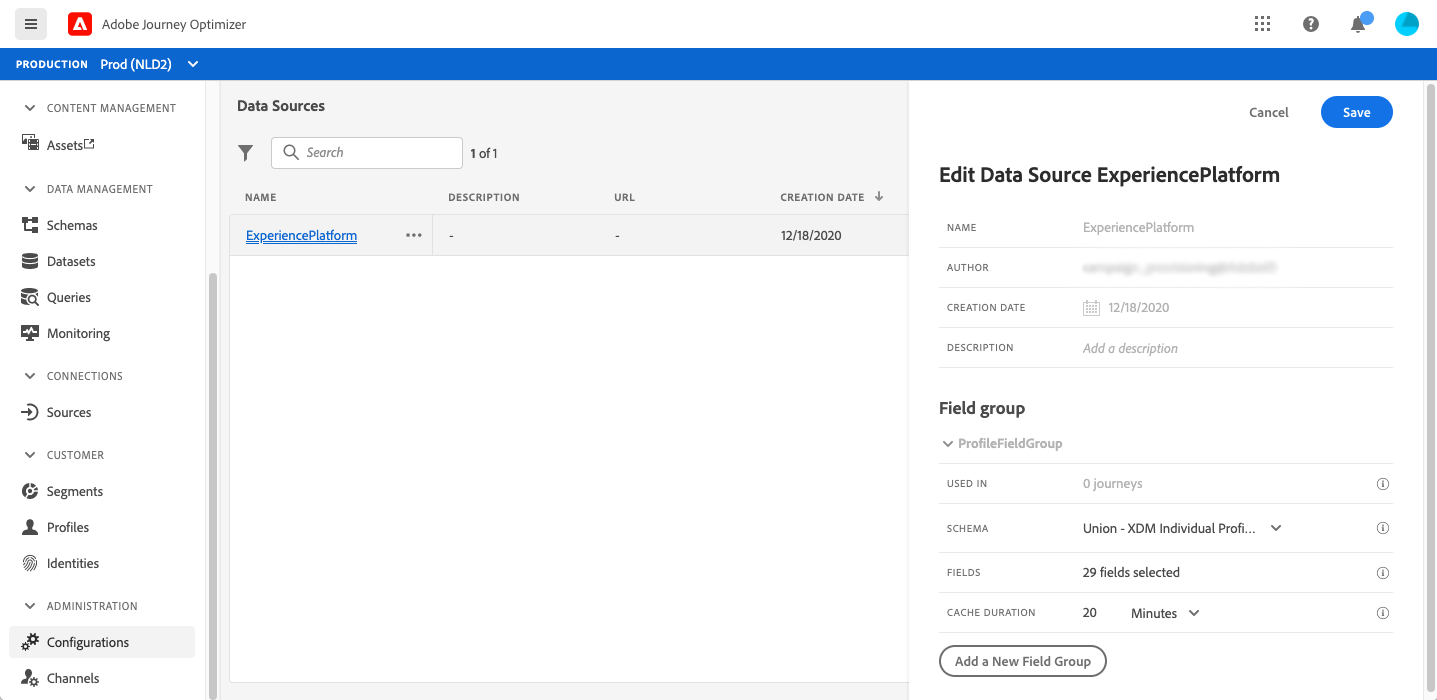 Adobe Journey Optimizer
PRODUCTION Prod (NLD2)
CONTENT MANAGEMENT
Assets
DATA MANAGEMENT
Schemas
Datasets
Queries
Monitoring
CONNECTIONS
Sources
CUSTOMER
Segments
Profiles
Identities
ADMINISTRATION
Configurations
Channels
Data Sources
Search 1 of 1
NAME DESCRIPTION URL CREATION DATE
ExperiencePlatform - - 12/18/2020
Cancel Save
Edit Data Source ExperiencePlatform
NAME ExperiencePlatform
AUTHOR
CREATION DATE 12/18/2020
DESCRIPTION Add a description
Field group
ProfileFieldGroup
USED IN 0 journeys
SCHEMA Union - XDM Individual Profi...
FIELDS 29 fields selected
CACHE DURATION 20 Minutes
Add a New Field Group